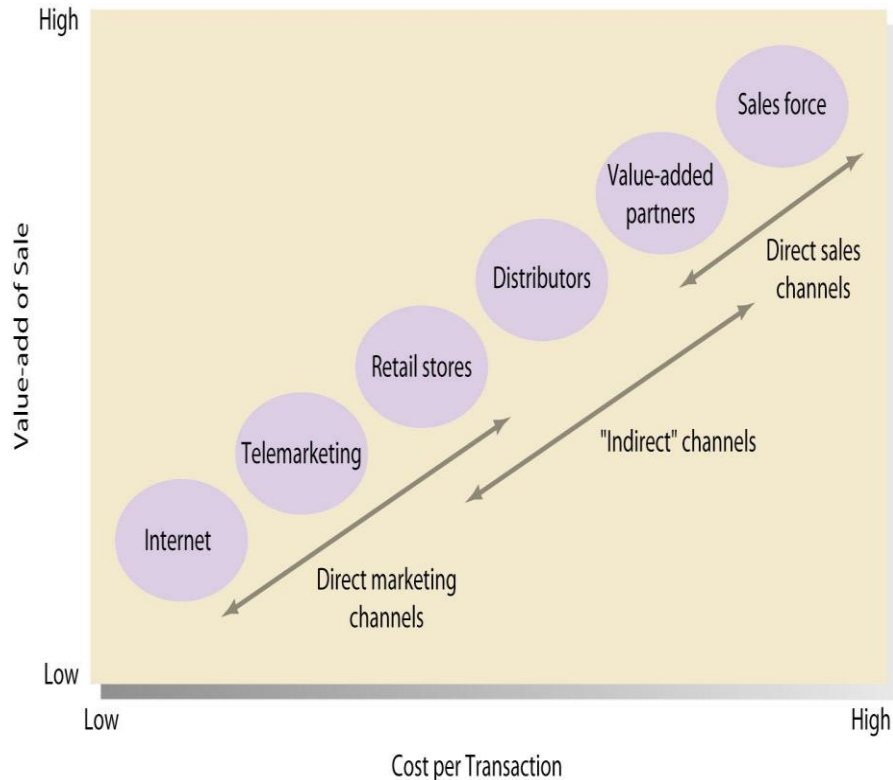 High
Sales force
Value-added
partners
Direct sales
channels
Distributors
Value-add of Sale
Retail stores
"Indirect" channels
Telemarketing
Internet
Direct marketing
channels
Low
Low
High
Cost per Transaction